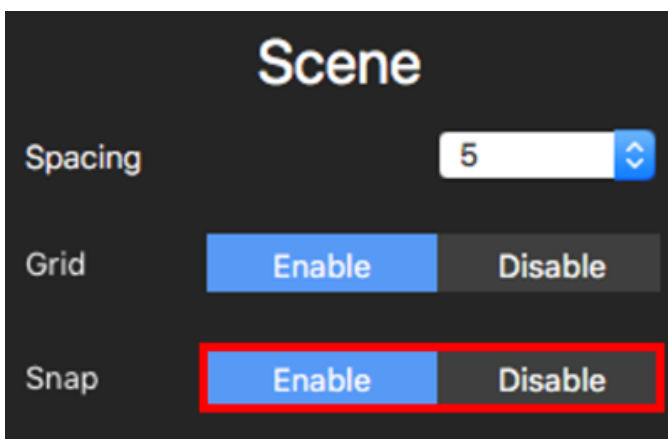 Scene
Spacing 5
Grid Enable Disable
Snap Enable Disable